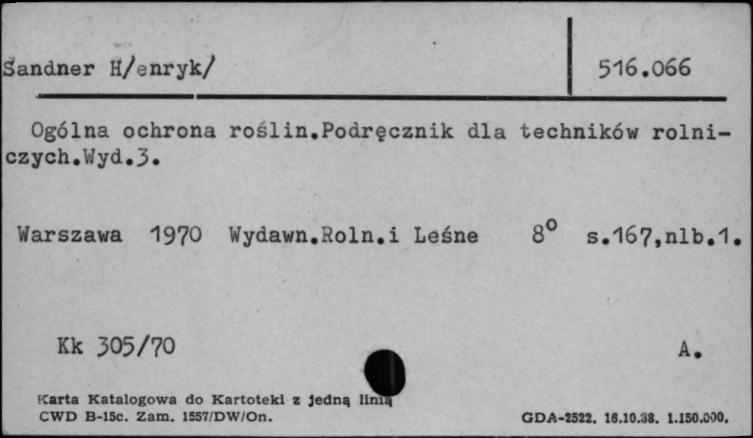 Sandner H/enryk/ 516.066
Ogólna ochrona roślin.Podręcznik dla techników rolni-
czych.Wyd.3.
Warszawa 1970 Wydawn.Roln.i Leśne 8° s.167,nlb.1.
Kk 305/70 A.
Karta Katalogowa do Kartoteki z jedną linią
CWD B-15c. Zam. 1557/DW/On. GDA-2522. 16.10.38. 1.150.000.